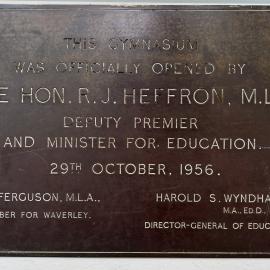 THIS GYMNASIUM
WAS OFFICIALLY OPENED BY
E HON. R.J. HEFFRON, M.L
DEPUTY PREMIER
AND MINISTER FOR EDUCATION.
29TH OCTOBER, 1956.
FERGUSON, M.L.A.,
BER FOR WAVERLEY.
HAROLD S. WYNDHA
M.A., ED.D.
DIRECTOR-GENERAL OF EDUC